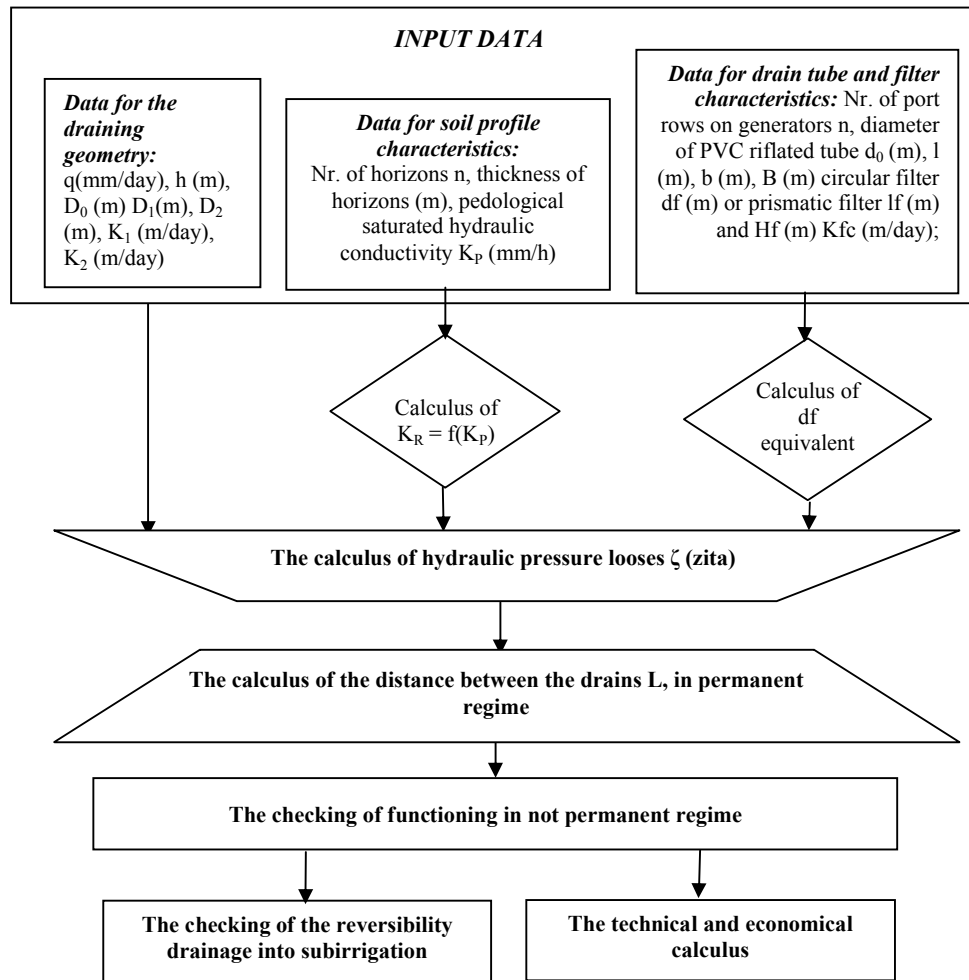 INPUT DATA
Data for the
draining
geometry:
q(mm/day), h (m),
D₀ (m) D₁(m), D₂
(m), K₁ (m/day),
K₂ (m/day)
Data for soil profile
characteristics:
Nr. of horizons n, thickness of
horizons (m), pedological
saturated hydraulic
conductivity K_P (mm/h)
Data for drain tube and filter
characteristics: Nr. of port
rows on generators n, diameter
of PVC riflated tube d₀ (m), l
(m), b (m), B (m) circular filter
df (m) or prismatic filter lf (m)
and Hf (m) Kfc (m/day);
Calculus of
K_R = f(K_P)
Calculus of
df
equivalent
The calculus of hydraulic pressure looses ζ (zita)
The calculus of the distance between the drains L, in permanent
regime
The checking of functioning in not permanent regime
The checking of the reversibility
drainage into subirrigation
The technical and economical
calculus